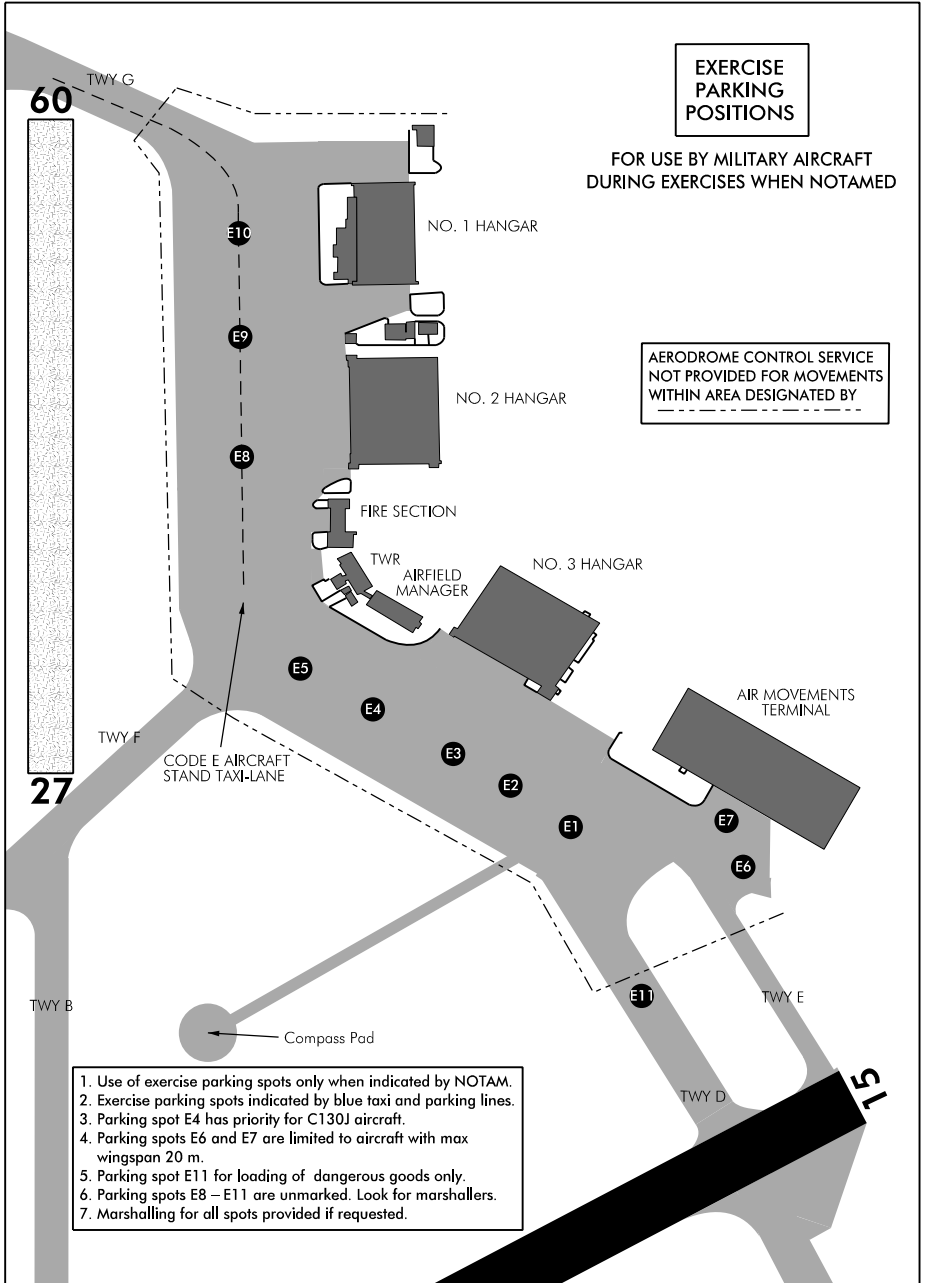 EXERCISE
PARKING
POSITIONS
FOR USE BY MILITARY AIRCRAFT
DURING EXERCISES WHEN NOTAMED
TWY G
60
E10
NO. 1 HANGAR
E9
AERODROME CONTROL SERVICE
NOT PROVIDED FOR MOVEMENTS
WITHIN AREA DESIGNATED BY
NO. 2 HANGAR
E8
FIRE SECTION
TWR
AIRFIELD
MANAGER
NO. 3 HANGAR
E5
E4
AIR MOVEMENTS
TERMINAL
TWY F
E3
CODE E AIRCRAFT
STAND TAXI-LANE
27
E2
E1
E7
E6
E11
TWY B
TWY E
Compass Pad
TWY D
15
1. Use of exercise parking spots only when indicated by NOTAM.
2. Exercise parking spots indicated by blue taxi and parking lines.
3. Parking spot E4 has priority for C130J aircraft.
4. Parking spots E6 and E7 are limited to aircraft with max
wingspan 20 m.
5. Parking spot E11 for loading of dangerous goods only.
6. Parking spots E8 – E11 are unmarked. Look for marshallers.
7. Marshalling for all spots provided if requested.